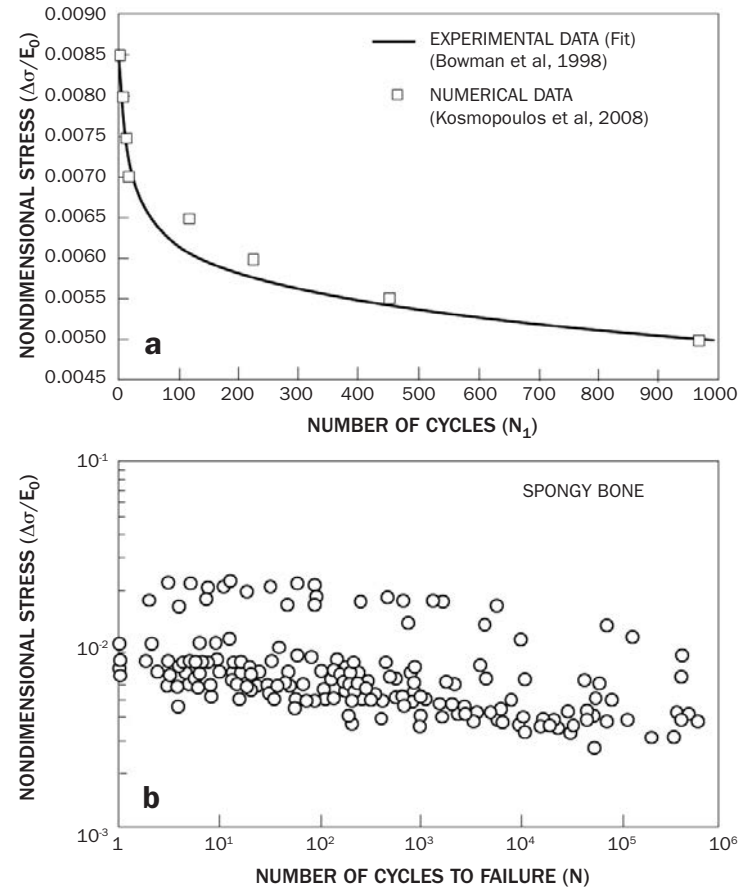 0.0090
0.0085
0.0080
0.0075
0.0070
0.0065
0.0060
0.0055
0.0050
0.0045
NONDIMENSIONAL STRESS (Δσ/E₀)
EXPERIMENTAL DATA (Fit)
(Bowman et al, 1998)
NUMERICAL DATA
(Kosmopoulos et al, 2008)
a
0 100 200 300 400 500 600 700 800 900 1000
NUMBER OF CYCLES (N₁)
10⁻¹
10⁻²
10⁻³
NONDIMENSIONAL STRESS (Δσ/E₀)
SPONGY BONE
b
1 10¹ 10² 10³ 10⁴ 10⁵ 10⁶
NUMBER OF CYCLES TO FAILURE (N)